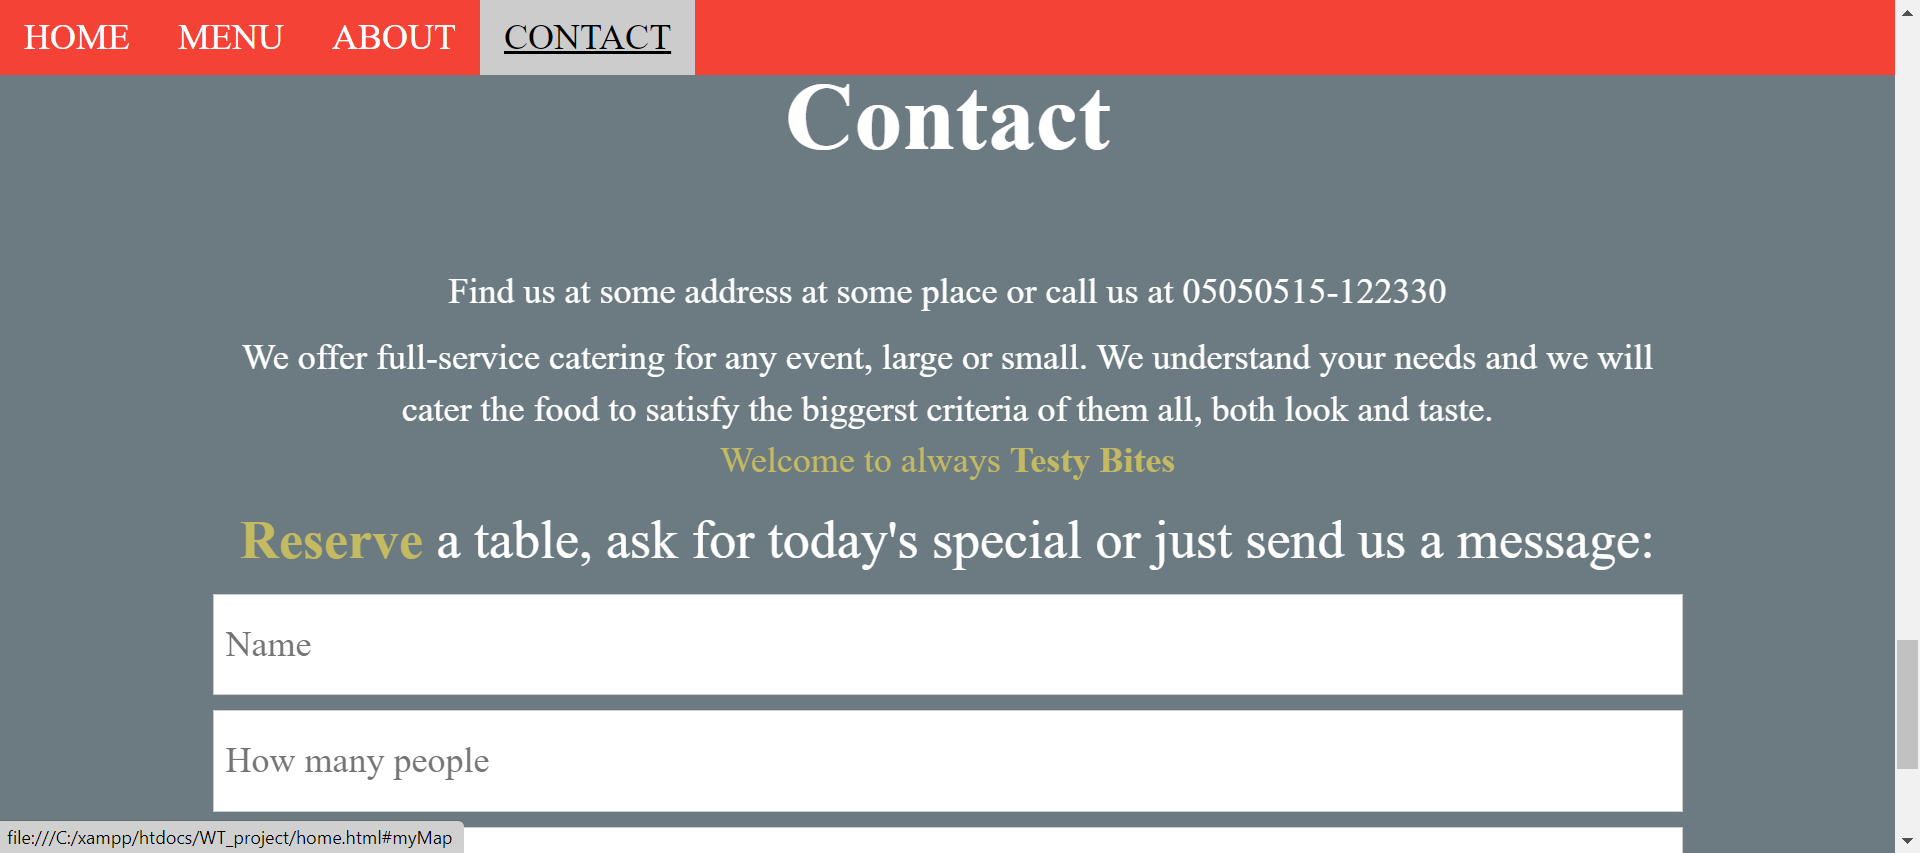 HOME MENU ABOUT CONTACT
Contact
Find us at some address at some place or call us at 05050515-122330
We offer full-service catering for any event, large or small. We understand your needs and we will
cater the food to satisfy the biggerst criteria of them all, both look and taste.
Welcome to always Testy Bites
Reserve a table, ask for today's special or just send us a message:
Name
How many people
file:///C:/xampp/htdocs/WT_project/home.html#myMap